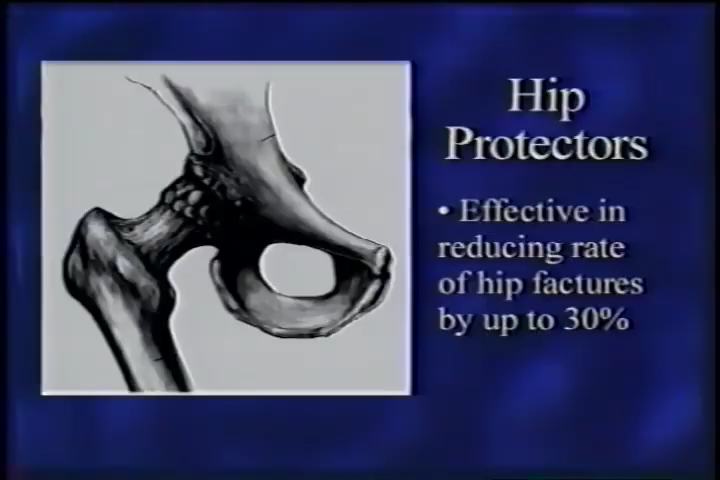 Hip
Protectors
• Effective in
reducing rate
of hip factures
by up to 30%